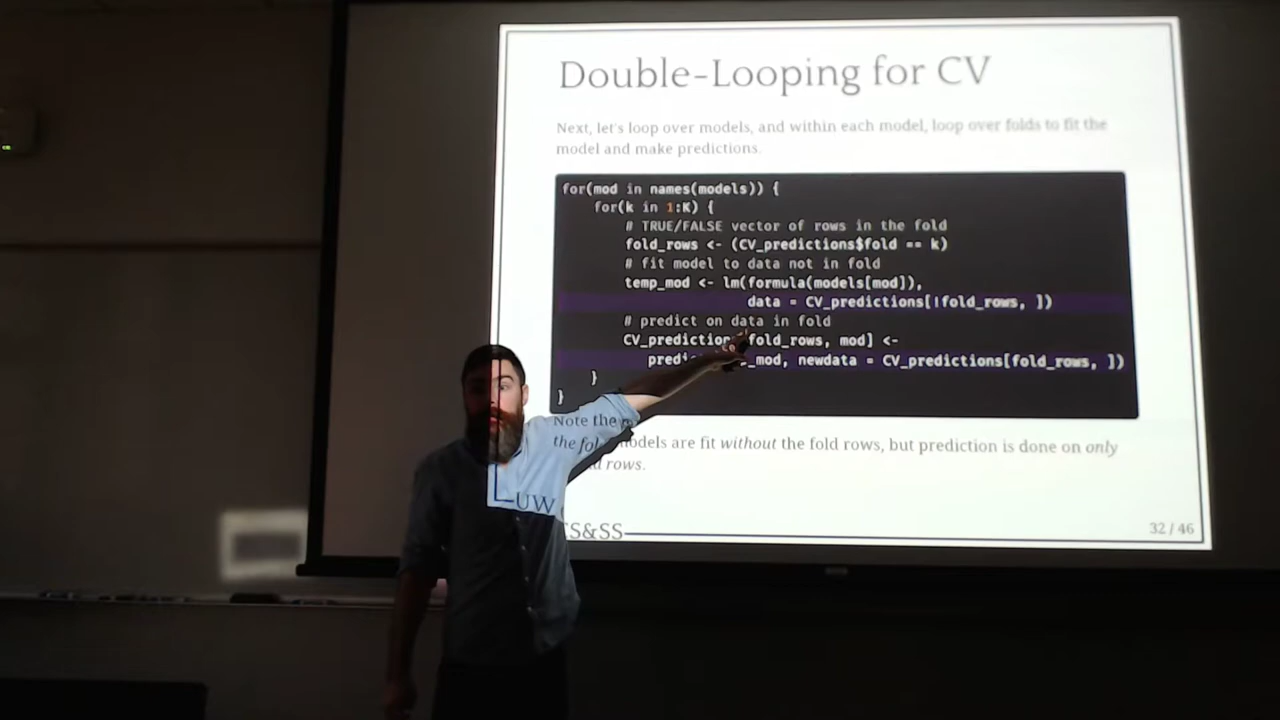 Double-Looping for CV
Next, let's loop over models, and within each model, loop over folds to fit the
model and make predictions.
for(mod in names(models)) {
for(k in 1:K) {
# TRUE/FALSE vector of rows in the fold
fold_rows <- (CV_predictions$fold == k)
# fit model to data not in fold
temp_mod <- lm(formula(models[mod]),
data = CV_predictions[!fold_rows, ])
# predict on data in fold
CV_prediction fold_rows, mod] <-
_mod, newdata = CV_predictions[fold_rows, ])
}
}
Note the
models are fit without the fold rows, but prediction is done on only
the fold rows.
UW
CS&SS
32 / 46